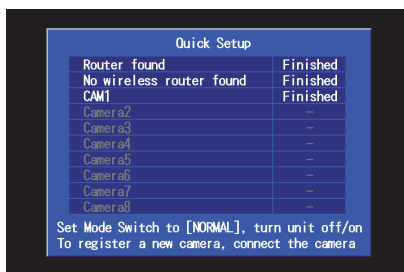 Quick Setup
Router found Finished
No wireless router found Finished
CAM1 Finished
Camera2 -
Camera3 -
Camera4 -
Camera5 -
Camera6 -
Camera7 -
Camera8 -
Set Mode Switch to [NORMAL], turn unit off/on
To register a new camera, connect the camera